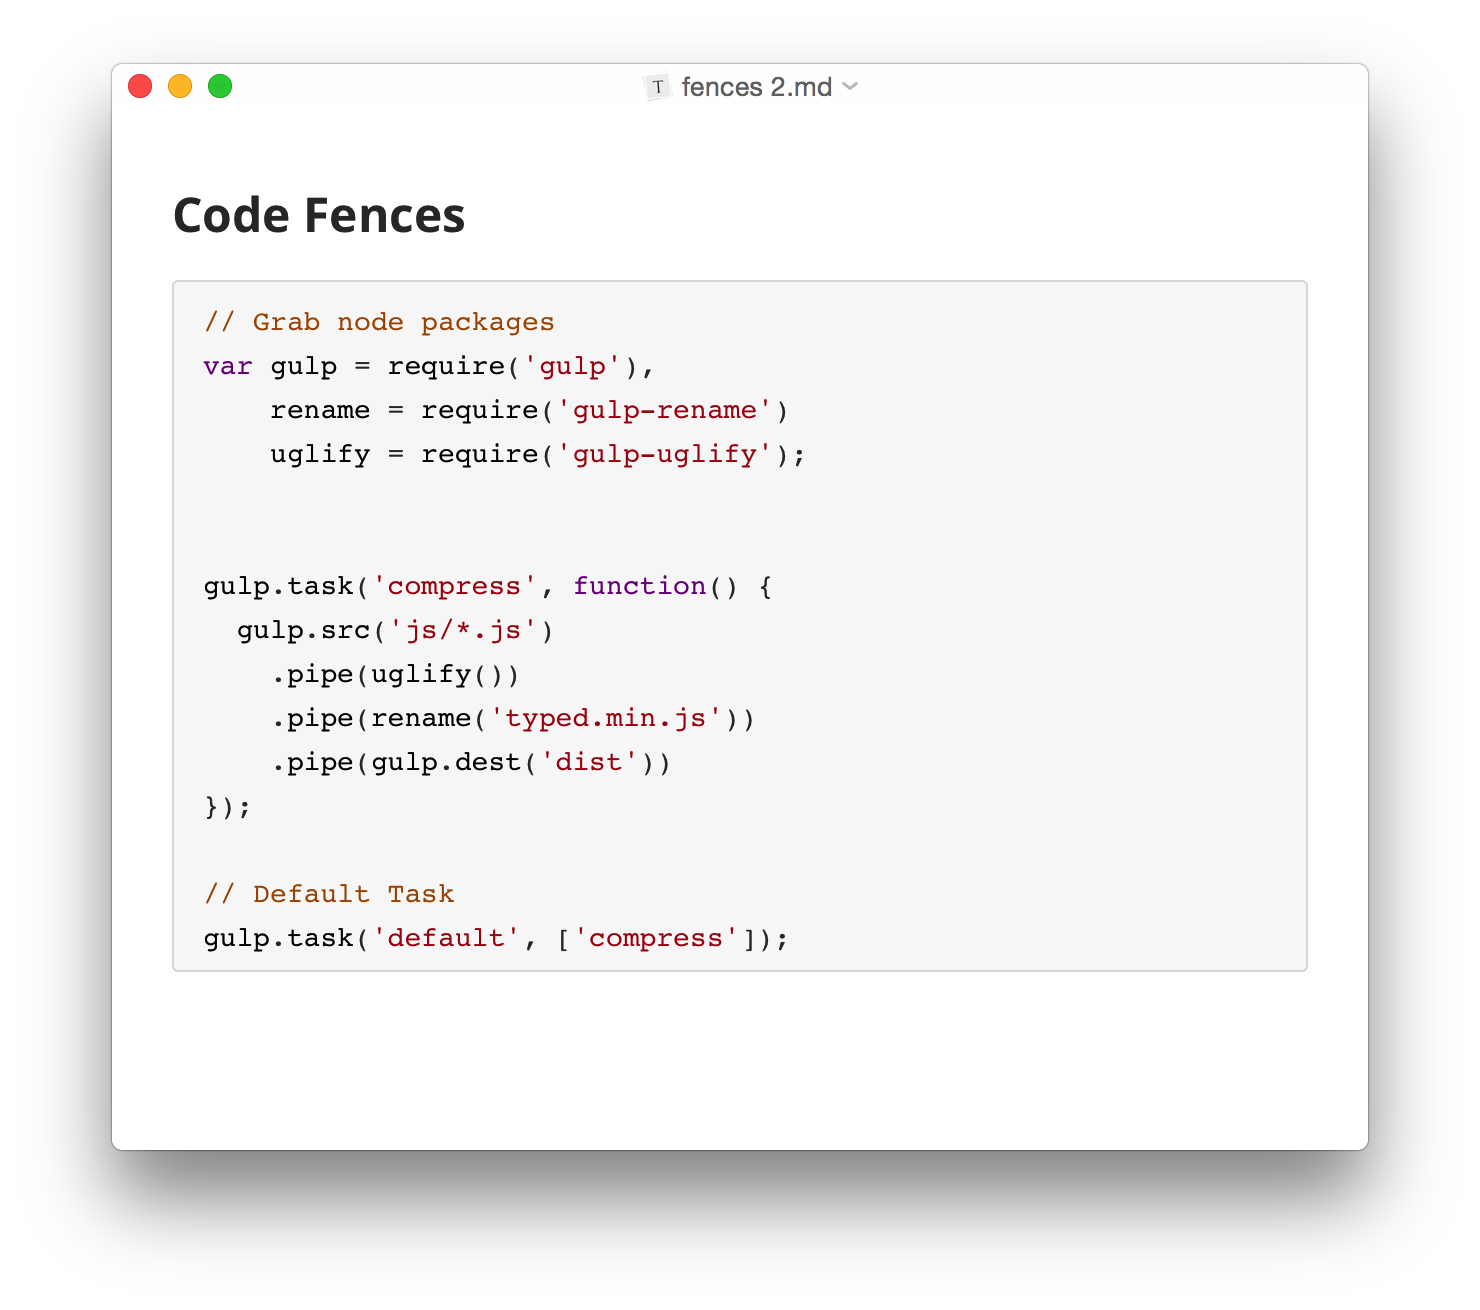 T fences 2.md
Code Fences
// Grab node packages
var gulp = require('gulp'),
    rename = require('gulp-rename')
    uglify = require('gulp-uglify');
gulp.task('compress', function() {
  gulp.src('js/*.js')
    .pipe(uglify())
    .pipe(rename('typed.min.js'))
    .pipe(gulp.dest('dist'))
});
// Default Task
gulp.task('default', ['compress']);